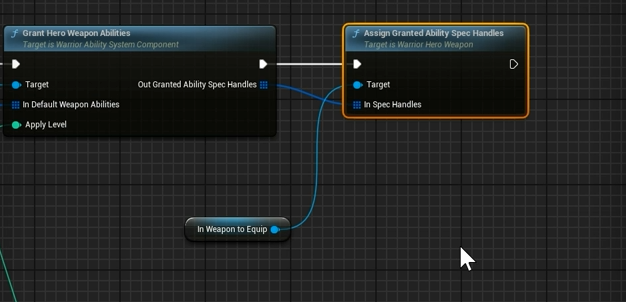 Grant Hero Weapon Abilities
Target is Warrior Ability System Component
Target
Out Granted Ability Spec Handles
In Default Weapon Abilities
Apply Level
Assign Granted Ability Spec Handles
Target is Warrior Hero Weapon
Target
In Spec Handles
In Weapon to Equip